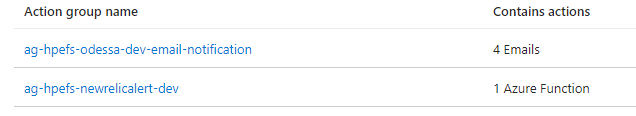 Action group name Contains actions
ag-hpefs-odessa-dev-email-notification 4 Emails
ag-hpefs-newrelicalert-dev 1 Azure Function